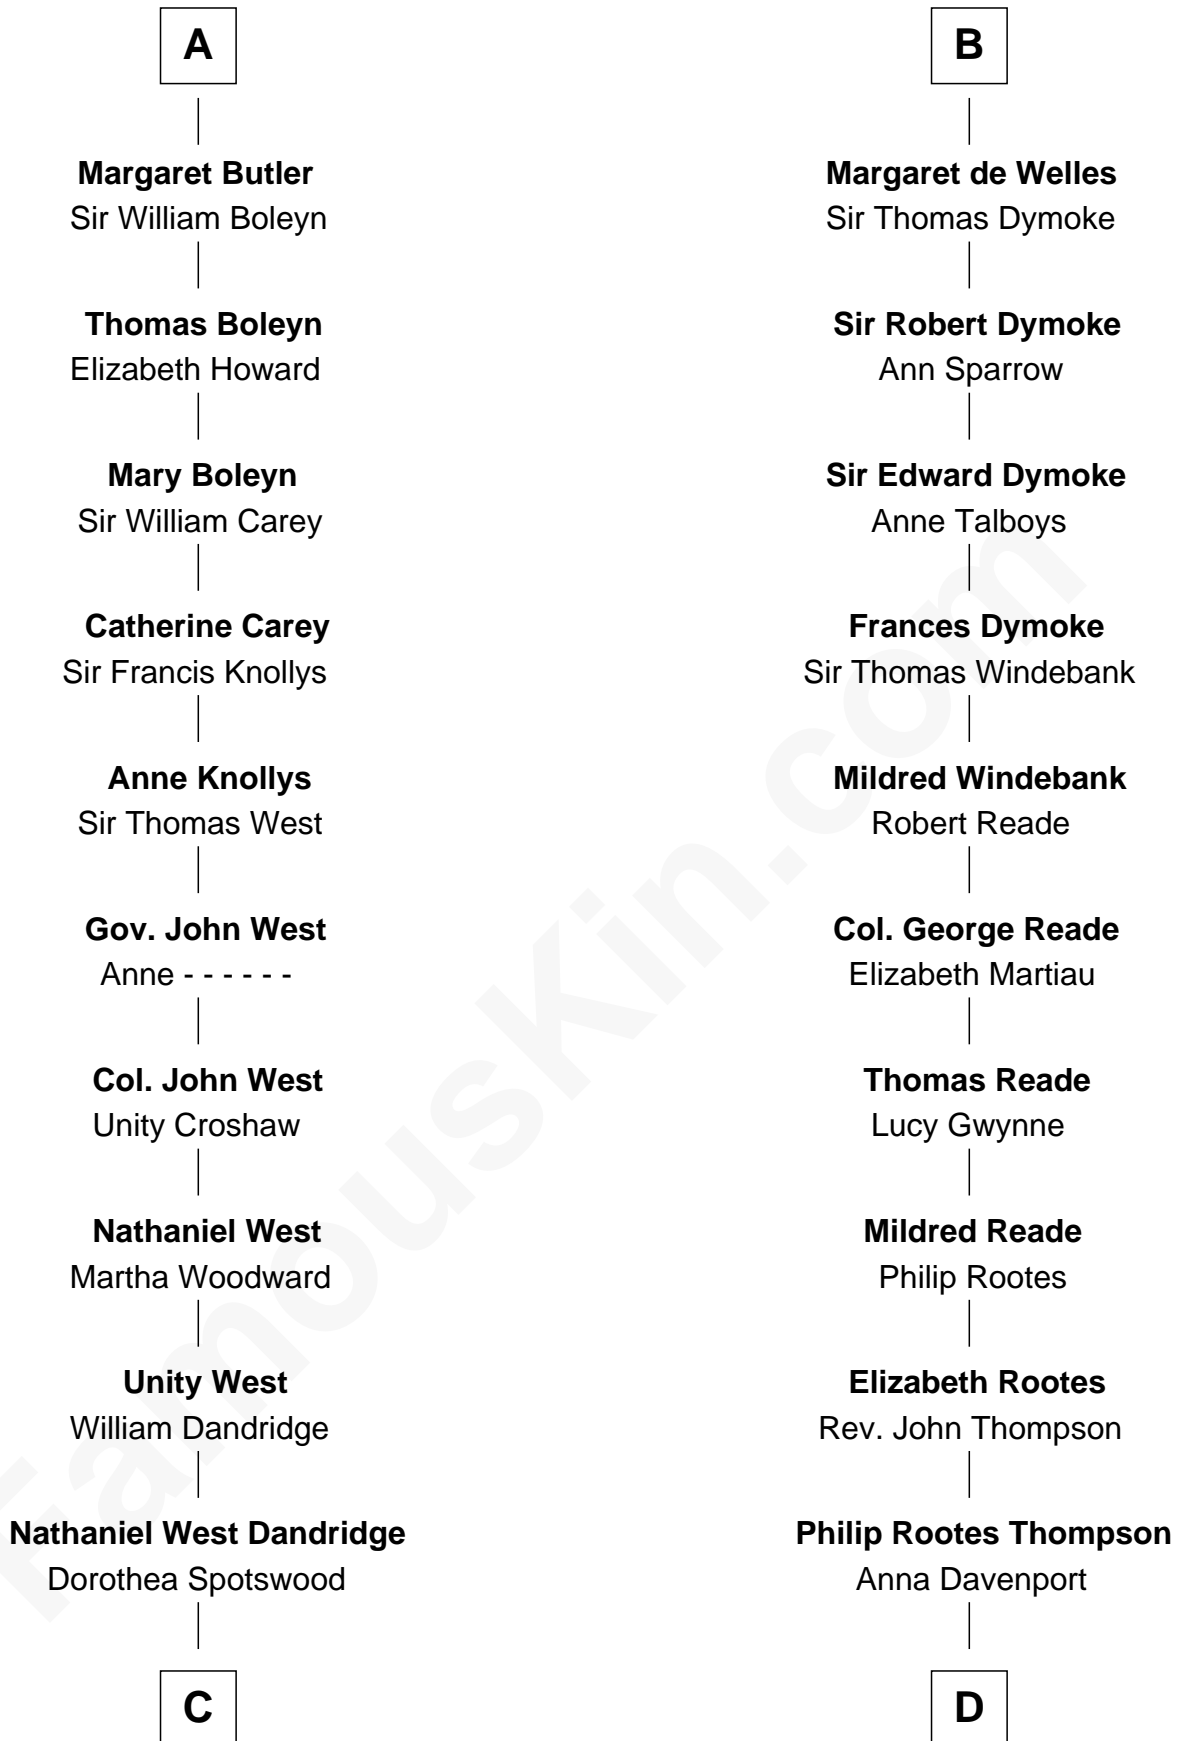 A
Margaret Butler
Sir William Boleyn
Thomas Boleyn
Elizabeth Howard
Mary Boleyn
Sir William Carey
Catherine Carey
Sir Francis Knollys
Anne Knollys
Sir Thomas West
Gov. John West
Anne - - - - - -
Col. John West
Unity Croshaw
Nathaniel West
Martha Woodward
Unity West
William Dandridge
Nathaniel West Dandridge
Dorothea Spotswood
C
B
Margaret de Welles
Sir Thomas Dymoke
Sir Robert Dymoke
Ann Sparrow
Sir Edward Dymoke
Anne Talboys
Frances Dymoke
Sir Thomas Windebank
Mildred Windebank
Robert Reade
Col. George Reade
Elizabeth Martiau
Thomas Reade
Lucy Gwynne
Mildred Reade
Philip Rootes
Elizabeth Rootes
Rev. John Thompson
Philip Rootes Thompson
Anna Davenport
D
FamousKin.com